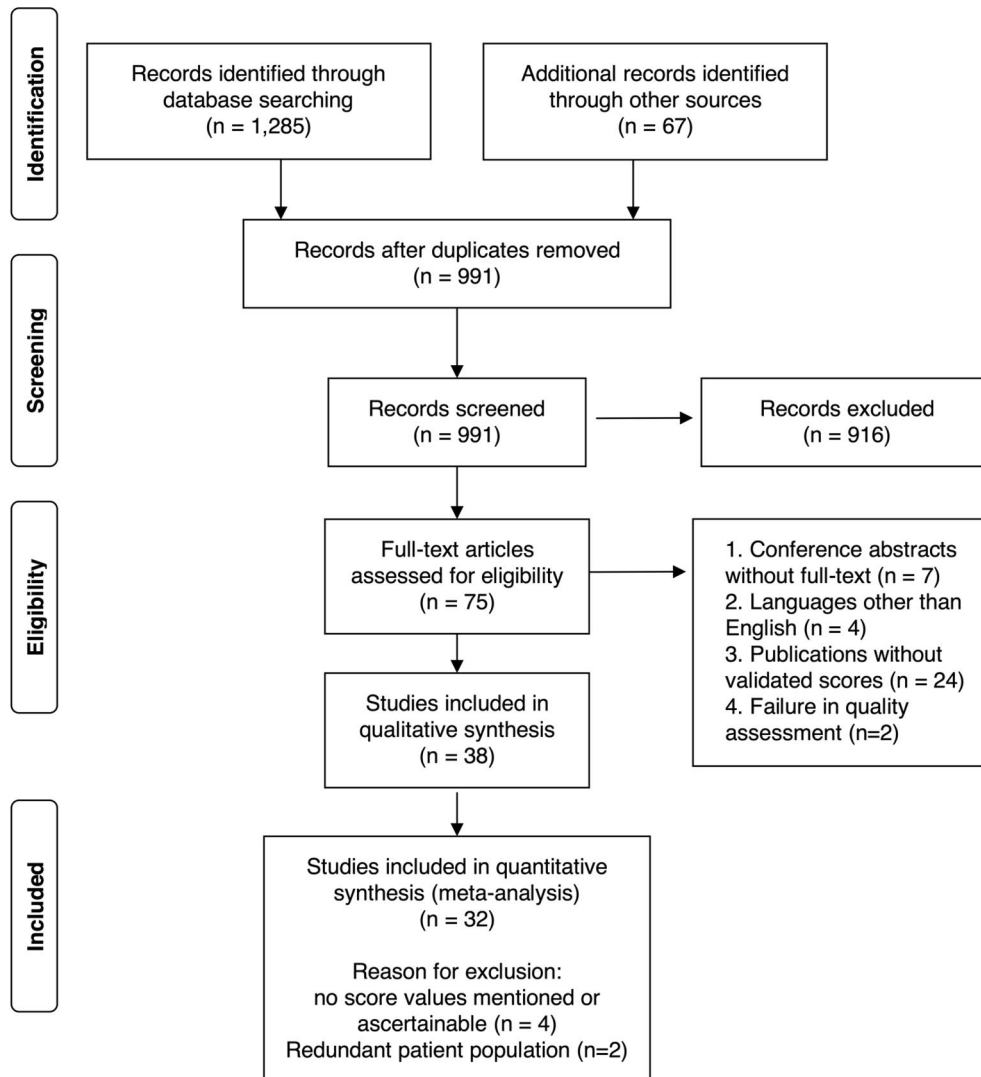 Identification
Records identified through
database searching
(n = 1,285)
Additional records identified
through other sources
(n = 67)
Records after duplicates removed
(n = 991)
Screening
Records screened
(n = 991)
Records excluded
(n = 916)
Eligibility
Full-text articles
assessed for eligibility
(n = 75)
1. Conference abstracts
without full-text (n = 7)
2. Languages other than
English (n = 4)
3. Publications without
validated scores (n = 24)
4. Failure in quality
assessment (n=2)
Studies included in
qualitative synthesis
(n = 38)
Included
Studies included in quantitative
synthesis (meta-analysis)
(n = 32)
Reason for exclusion:
no score values mentioned or
ascertainable (n = 4)
Redundant patient population (n=2)